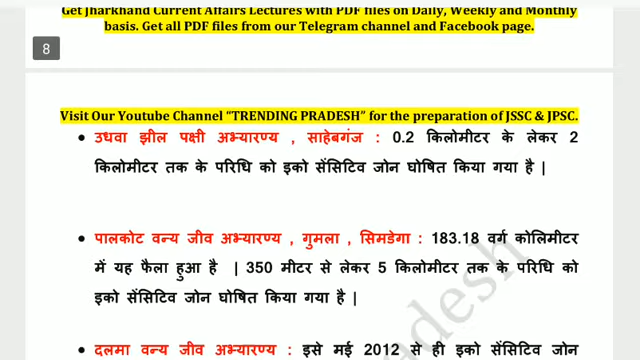 Get Jharkhand Current Affairs Lectures with PDF files on Daily, Weekly and Monthly
basis. Get all PDF files from our Telegram channel and Facebook page.
8
Visit Our Youtube Channel “TRENDING PRADESH” for the preparation of JSSC & JPSC.
• उधवा झील पक्षी अभ्यारण्य , साहेबगंज : 0.2 किलोमीटर के लेकर 2
किलोमीटर तक के परिधि को इको सेंसिटिव जोन घोषित किया गया है |
• पालकोट वन्य जीव अभ्यारण्य , गुमला , सिमडेगा : 183.18 वर्ग कोलिमीटर
में यह फैला हुआ है | 350 मीटर से लेकर 5 किलोमीटर तक के परिधि को
इको सेंसिटिव जोन घोषित किया गया है |
• दलमा वन्य जीव अभ्यारण्य : इसे मई 2012 से ही इको सेंसिटिव जोन